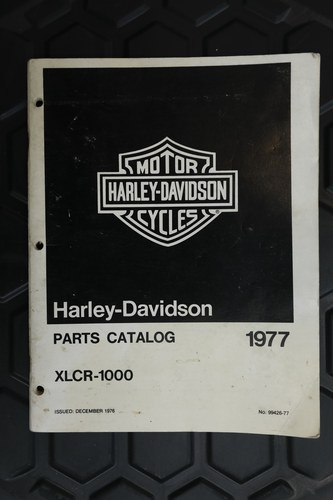 MOTOR
HARLEY-DAVIDSON
CYCLES
Harley-Davidson
PARTS CATALOG 1977
XLCR-1000
ISSUED: DECEMBER 1976 No. 99426-77